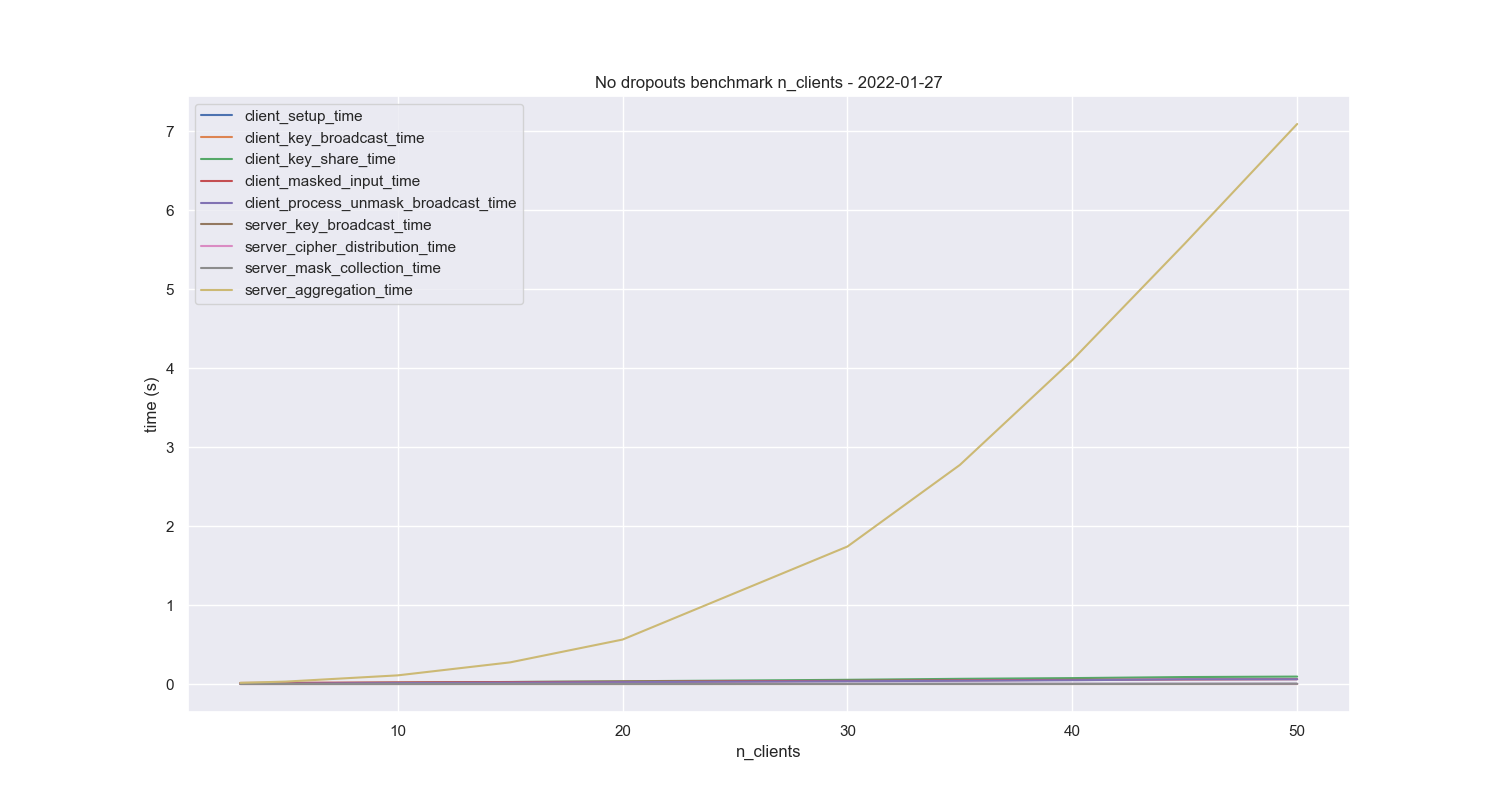 No dropouts benchmark n_clients - 2022-01-27
client_setup_time
client_key_broadcast_time
client_key_share_time
client_masked_input_time
client_process_unmask_broadcast_time
server_key_broadcast_time
server_cipher_distribution_time
server_mask_collection_time
server_aggregation_time
7
6
5
4
3
2
1
0
time (s)
10 20 30 40 50
n_clients